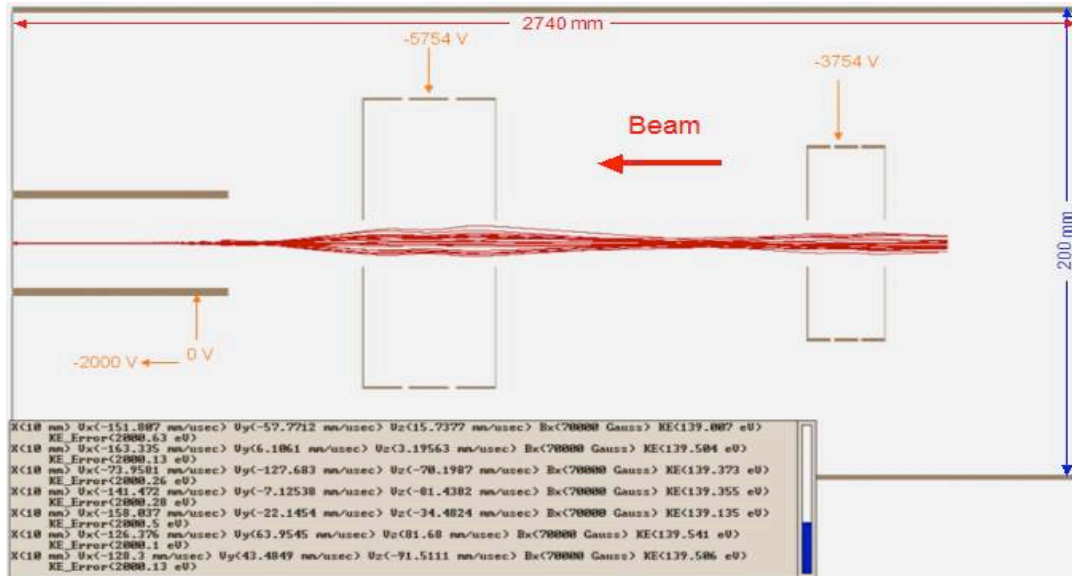 2740 mm
-5754 V
-3754 V
Beam
200 mm
-2000 V
0 V
X(10 mm) Vx(-151.807 mm/usec) Vy(-57.7712 mm/usec) Vz(15.7377 mm/usec) Bx(70000 Gauss) KE(139.007 eV)
KE_Error(2000.63 eV)
X(10 mm) Vx(-163.335 mm/usec) Vy(6.1061 mm/usec) Vz(3.19563 mm/usec) Bx(70000 Gauss) KE(139.504 eV)
KE_Error(2000.13 eV)
X(10 mm) Vx(-73.9581 mm/usec) Vy(-127.683 mm/usec) Vz(-70.1987 mm/usec) Bx(70000 Gauss) KE(139.373 eV)
KE_Error(2000.26 eV)
X(10 mm) Vx(-141.472 mm/usec) Vy(-7.12538 mm/usec) Vz(-81.4382 mm/usec) Bx(70000 Gauss) KE(139.355 eV)
KE_Error(2000.28 eV)
X(10 mm) Vx(-158.037 mm/usec) Vy(-22.1454 mm/usec) Vz(-34.4824 mm/usec) Bx(70000 Gauss) KE(139.135 eV)
KE_Error(2000.5 eV)
X(10 mm) Vx(-126.376 mm/usec) Vy(63.9545 mm/usec) Vz(81.68 mm/usec) Bx(70000 Gauss) KE(139.541 eV)
KE_Error(2000.1 eV)
X(10 mm) Vx(-128.3 mm/usec) Vy(43.4849 mm/usec) Vz(-91.5111 mm/usec) Bx(70000 Gauss) KE(139.506 eV)
KE_Error(2000.13 eV)